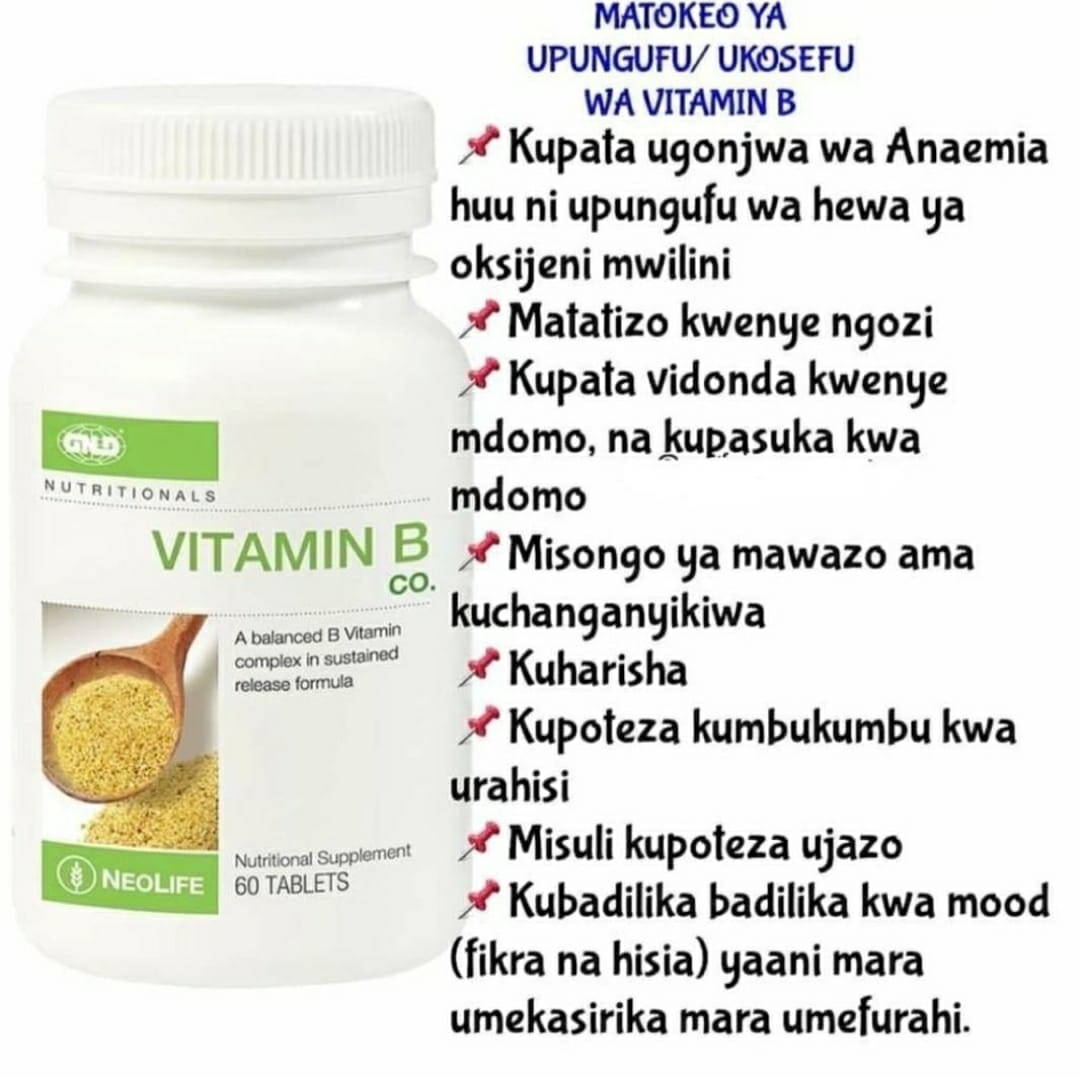 MATOKEO YA
UPUNGUFU/ UKOSEFU
WA VITAMIN B
📌Kupata ugonjwa wa Anaemia
huu ni upungufu wa hewa ya
oksijeni mwilini
📌Matatizo kwenye ngozi
📌Kupata vidonda kwenye
mdomo, na kupasuka kwa
mdomo
📌Misongo ya mawazo ama
kuchanganyikiwa
📌Kuharisha
📌Kupoteza kumbukumbu kwa
urahisi
📌Misuli kupoteza ujazo
📌Kubadilika badilika kwa mood
(fikra na hisia) yaani mara
umekasirika mara umefurahi.
GNLD
NUTRITIONALS
VITAMIN B
CO.
A balanced B Vitamin
complex in sustained
release formula
Nutritional Supplement
60 TABLETS
NEOLIFE